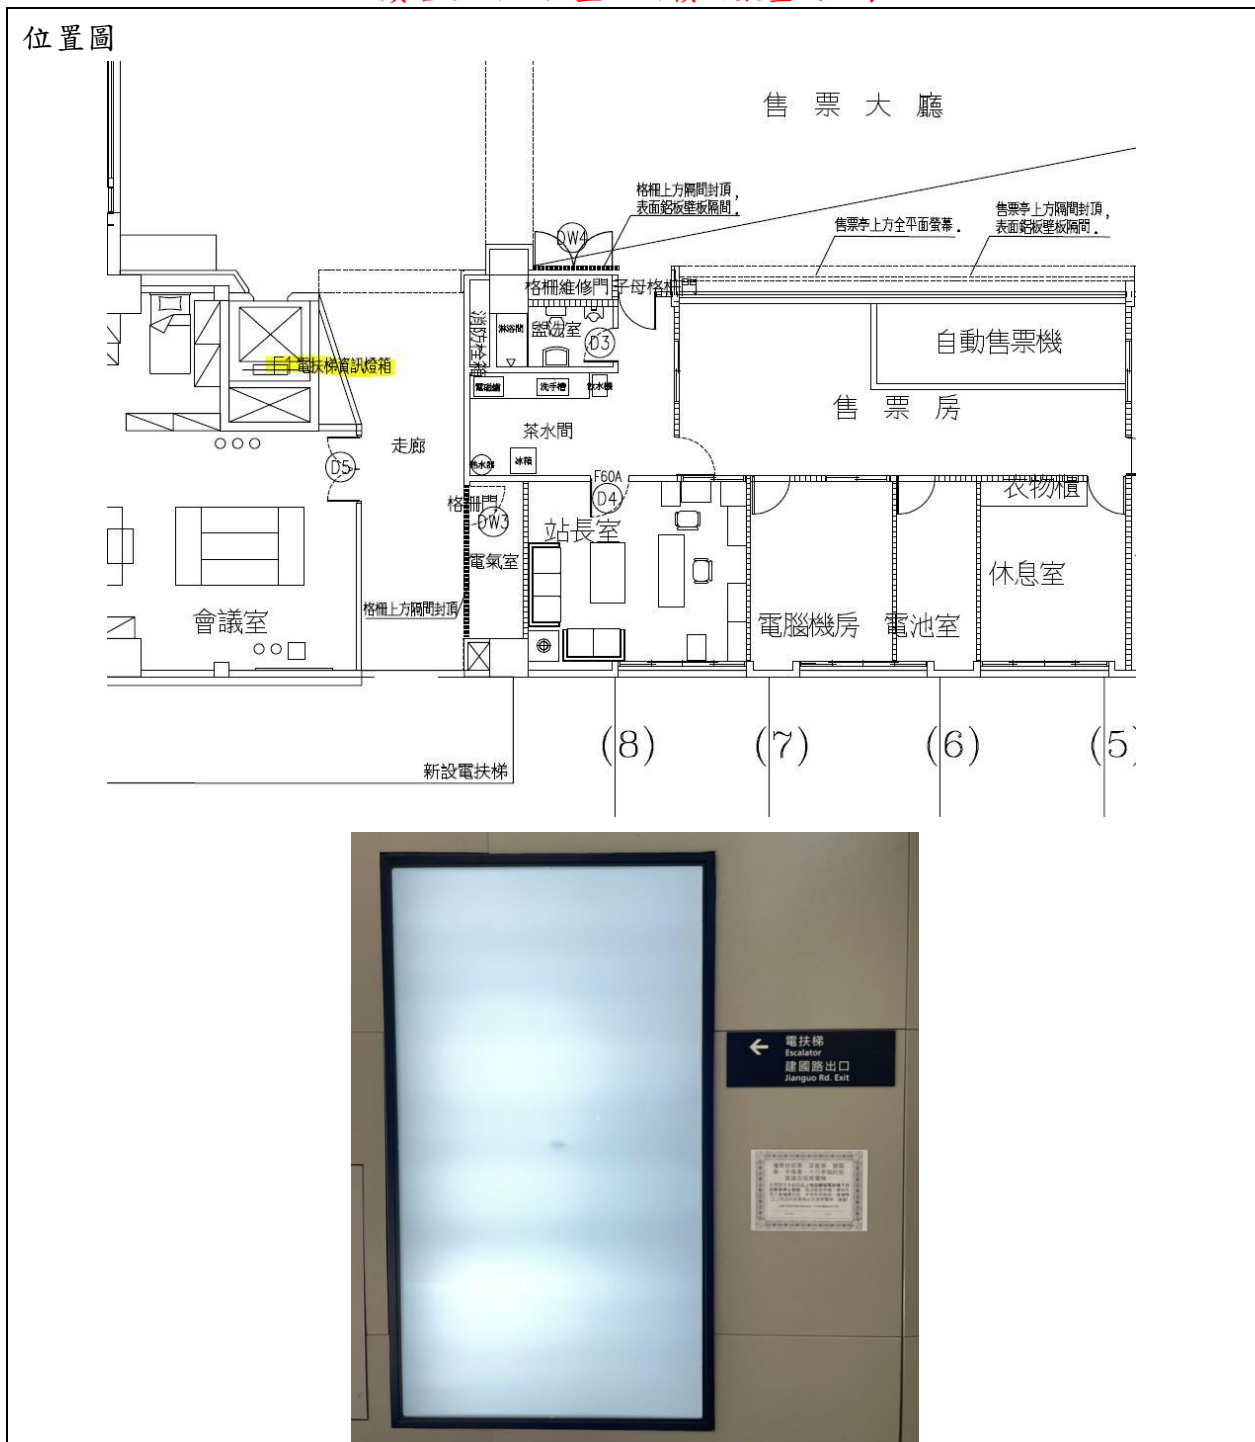 位置圖
售票大廳
格柵上方隔間封頂，
表面鋁板壁板隔間．
售票亭上方全平面螢幕．
售票亭上方隔間封頂，
表面鋁板壁板隔間．
DW4
格柵維修門
子母格柵門
消防栓箱
淋浴間
盥洗室
D3
自動售票機
電扶梯資訊燈箱
電磁爐
洗手槽
飲水機
售票房
走廊
茶水間
D5
熱水器
冰箱
F60A
D4
衣物櫃
格柵門
DW3
站長室
電氣室
休息室
格柵上方隔間封頂
會議室
電腦機房
電池室
(8)
(7)
(6)
(5)
新設電扶梯
電扶梯
Escalator
建國路出口
Jianguo Rd. Exit